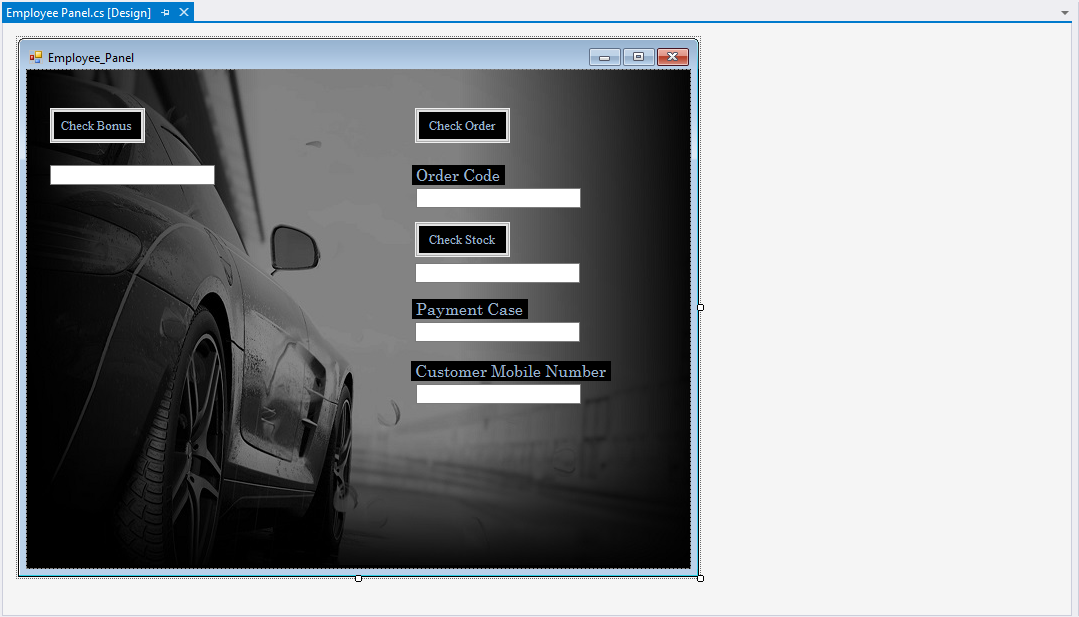 Employee Panel.cs [Design]
Employee_Panel
Check Bonus
Check Order
Order Code
Check Stock
Payment Case
Customer Mobile Number